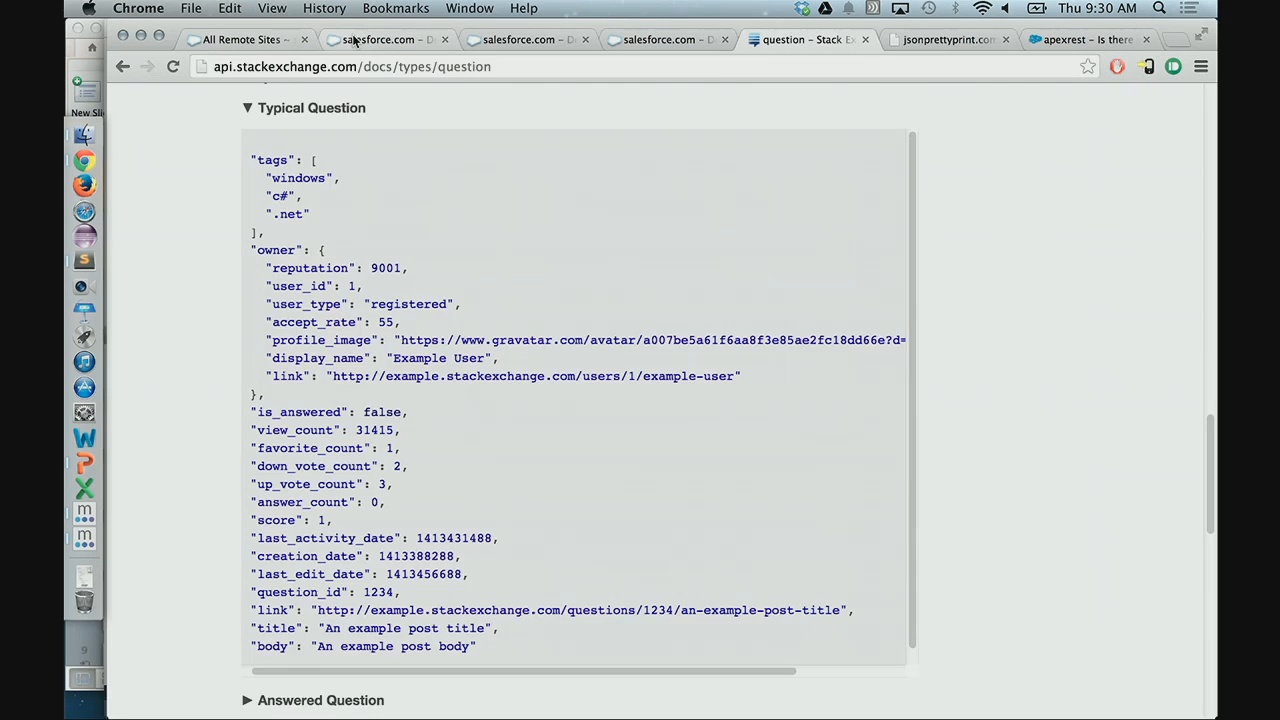 Chrome File Edit View History Bookmarks Window Help Thu 9:30 AM
All Remote Sites ~ salesforce.com - D salesforce.com - D salesforce.com - D question - Stack Ex jsonprettyprint.com apexrest - Is there
api.stackexchange.com/docs/types/question
New Sli
▼ Typical Question
"tags": [
"windows",
"c#",
".net"
],
"owner": {
"reputation": 9001,
"user_id": 1,
"user_type": "registered",
"accept_rate": 55,
"profile_image": "https://www.gravatar.com/avatar/a007be5a61f6aa8f3e85ae2fc18dd66e?d=
"display_name": "Example User",
"link": "http://example.stackexchange.com/users/1/example-user"
},
"is_answered": false,
"view_count": 31415,
"favorite_count": 1,
"down_vote_count": 2,
"up_vote_count": 3,
"answer_count": 0,
"score": 1,
"last_activity_date": 1413431488,
"creation_date": 1413388288,
"last_edit_date": 1413456688,
"question_id": 1234,
"link": "http://example.stackexchange.com/questions/1234/an-example-post-title",
"title": "An example post title",
"body": "An example post body"
9
▶ Answered Question